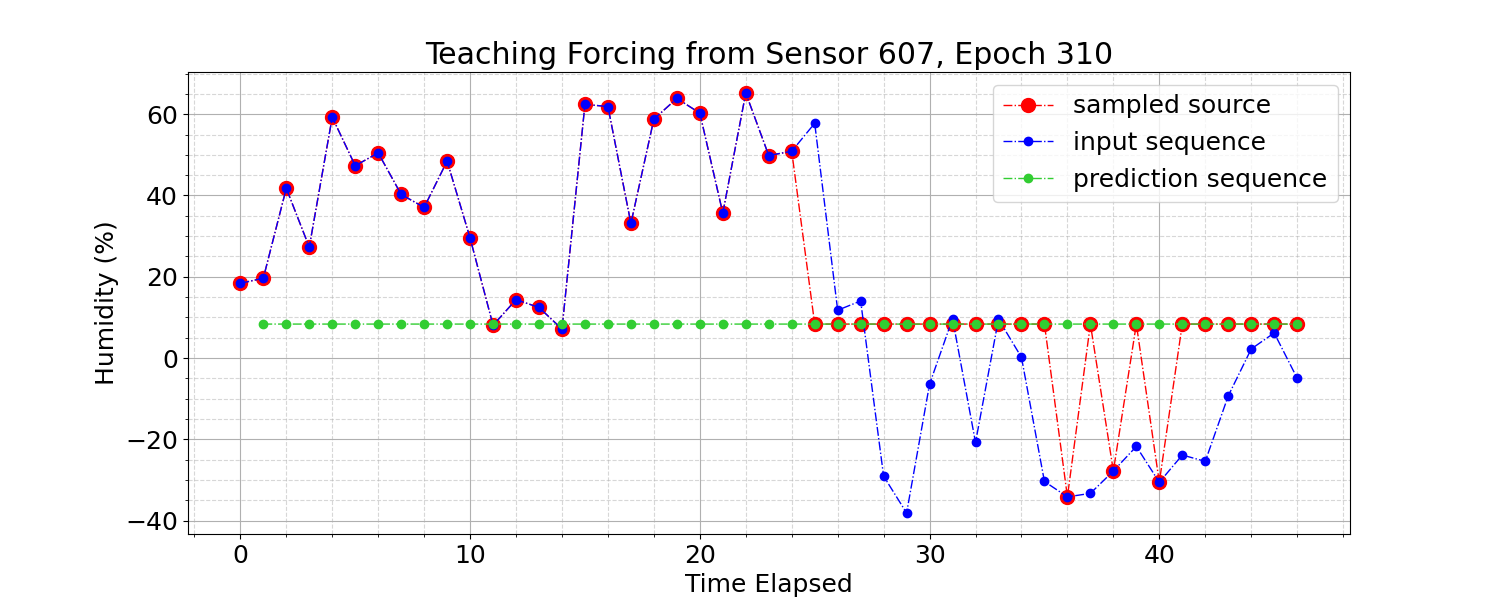 Teaching Forcing from Sensor 607, Epoch 310
sampled source
input sequence
prediction sequence
Humidity (%)
60
40
20
0
−20
−40
0
10
20
30
40
Time Elapsed